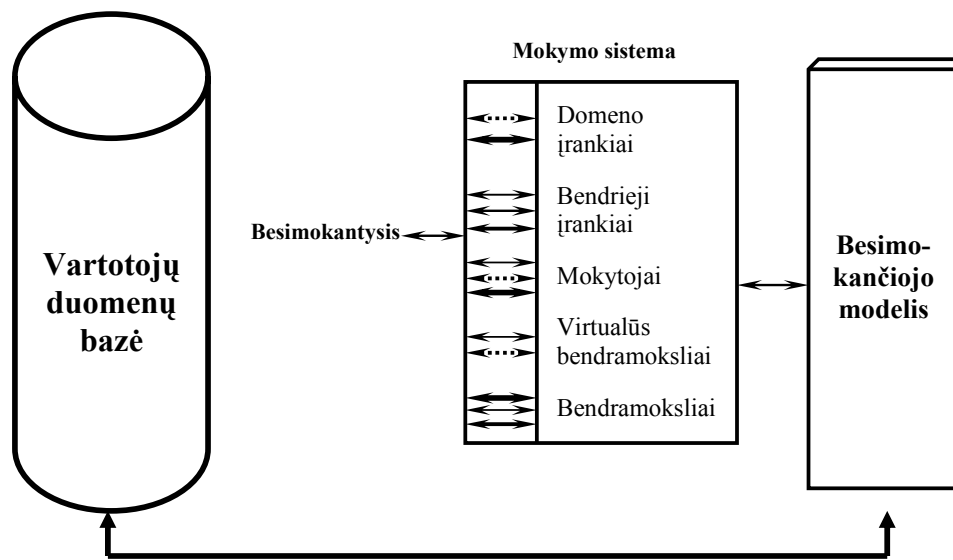 Mokymo sistema
Vartotojų
duomenų
bazė
Besimokantysis
Domeno
įrankiai
Bendrieji
įrankiai
Mokytojai
Virtualūs
bendramoksliai
Bendramoksliai
Besimo-
kančiojo
modelis